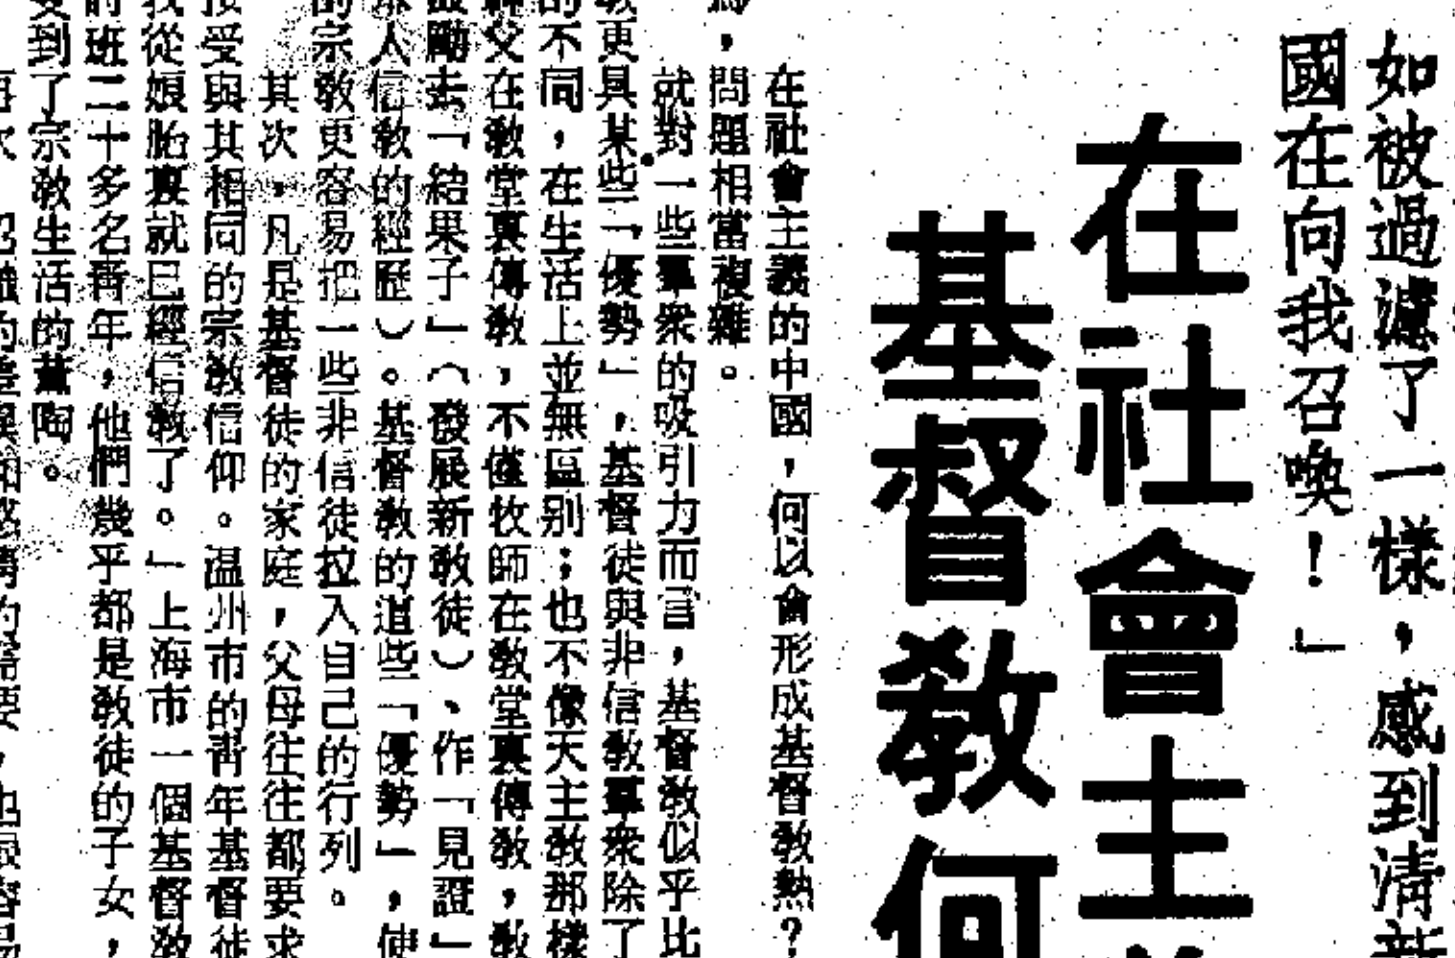 如被過濾了一樣，感到清新
國在向我召喚！」
在社會主
基督教何
在社會主義的中國，何以會形成基督教熱？
，問題相當複雜。
就對一些羣衆的吸引力而言，基督教似乎比
教更具某些「優勢」，基督徒與非信教羣衆除了
的不同，在生活上並無區別；也不像天主教那樣
神父在教堂裏傳教，不僅牧師在教堂裏傳教，教
鼓勵去「結果子」（發展新教徒）、作「見證」
人信教的經歷）。基督教的這些「優勢」，使
的宗教更容易把一些非信徒拉入自己的行列。
其次，凡是基督徒的家庭，父母往往都要求
接受與其相同的宗教信仰。温州市的青年基督徒
我從娘胎裏就已經信教了。」上海市一個基督教
班二十多名青年，他們幾乎都是教徒的子女，
受到了宗教生活的薰陶。